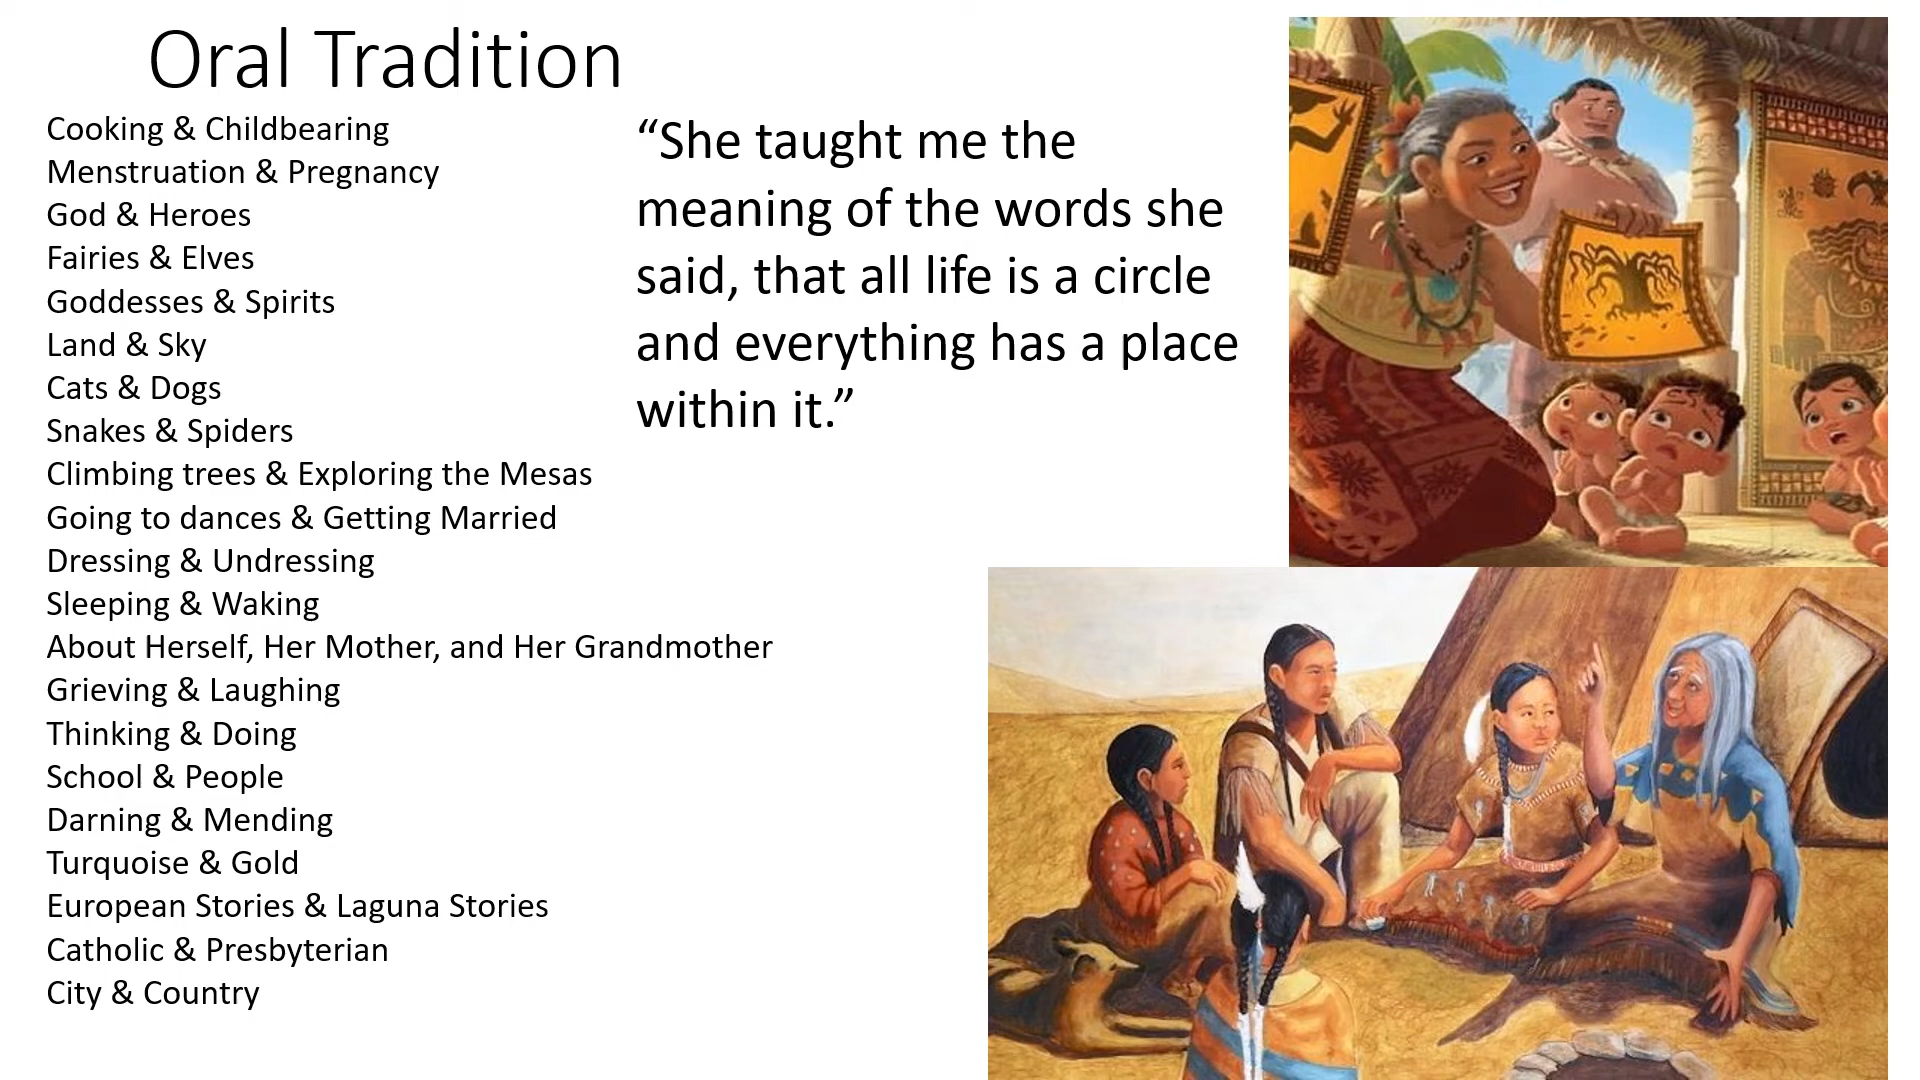 Oral Tradition
Cooking & Childbearing
Menstruation & Pregnancy
God & Heroes
Fairies & Elves
Goddesses & Spirits
Land & Sky
Cats & Dogs
Snakes & Spiders
Climbing trees & Exploring the Mesas
Going to dances & Getting Married
Dressing & Undressing
Sleeping & Waking
About Herself, Her Mother, and Her Grandmother
Grieving & Laughing
Thinking & Doing
School & People
Darning & Mending
Turquoise & Gold
European Stories & Laguna Stories
Catholic & Presbyterian
City & Country
“She taught me the
meaning of the words she
said, that all life is a circle
and everything has a place
within it.”